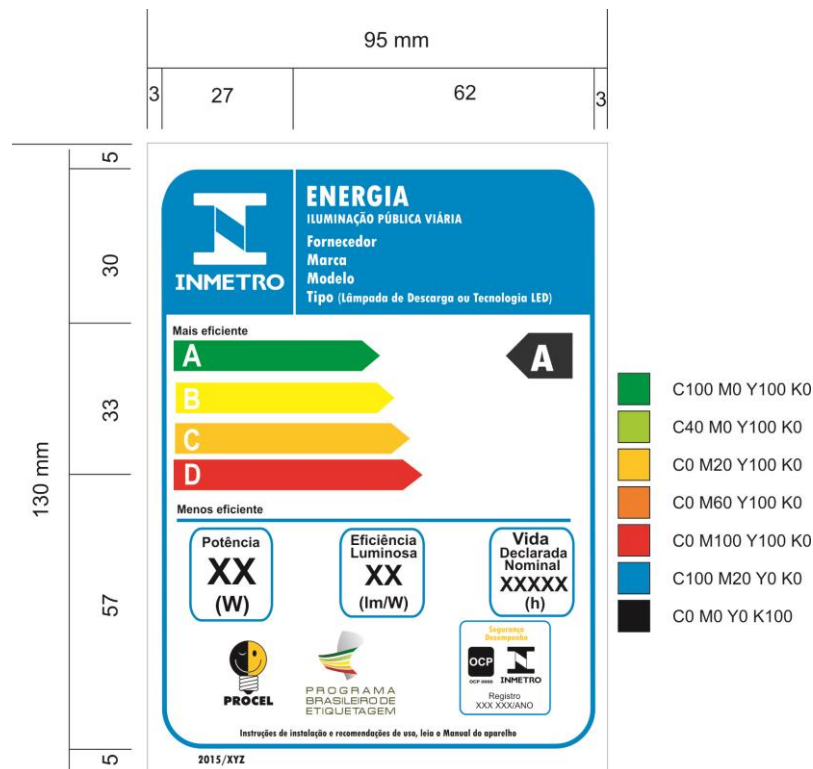 95 mm
3
27
62
3
5
30
33
130 mm
57
5
INMETRO
ENERGIA
ILUMINAÇÃO PÚBLICA VIÁRIA
Fornecedor
Marca
Modelo
Tipo (Lâmpada de Descarga ou Tecnologia LED)
Mais eficiente
A
A
B
C
D
Menos eficiente
Potência
XX
(W)
Eficiência
Luminosa
XX
(lm/W)
Vida
Declarada
Nominal
XXXXX
(h)
PROCEL
PROGRAMA
BRASILEIRO DE
ETIQUETAGEM
Segurança
Desempenho
OCP
OCP 0000
INMETRO
Registro
XXX XXX/ANO
Instruções de instalação e recomendações de uso, leia o Manual do aparelho
2015/XYZ
C100 M0 Y100 K0
C40 M0 Y100 K0
C0 M20 Y100 K0
C0 M60 Y100 K0
C0 M100 Y100 K0
C100 M20 Y0 K0
C0 M0 Y0 K100